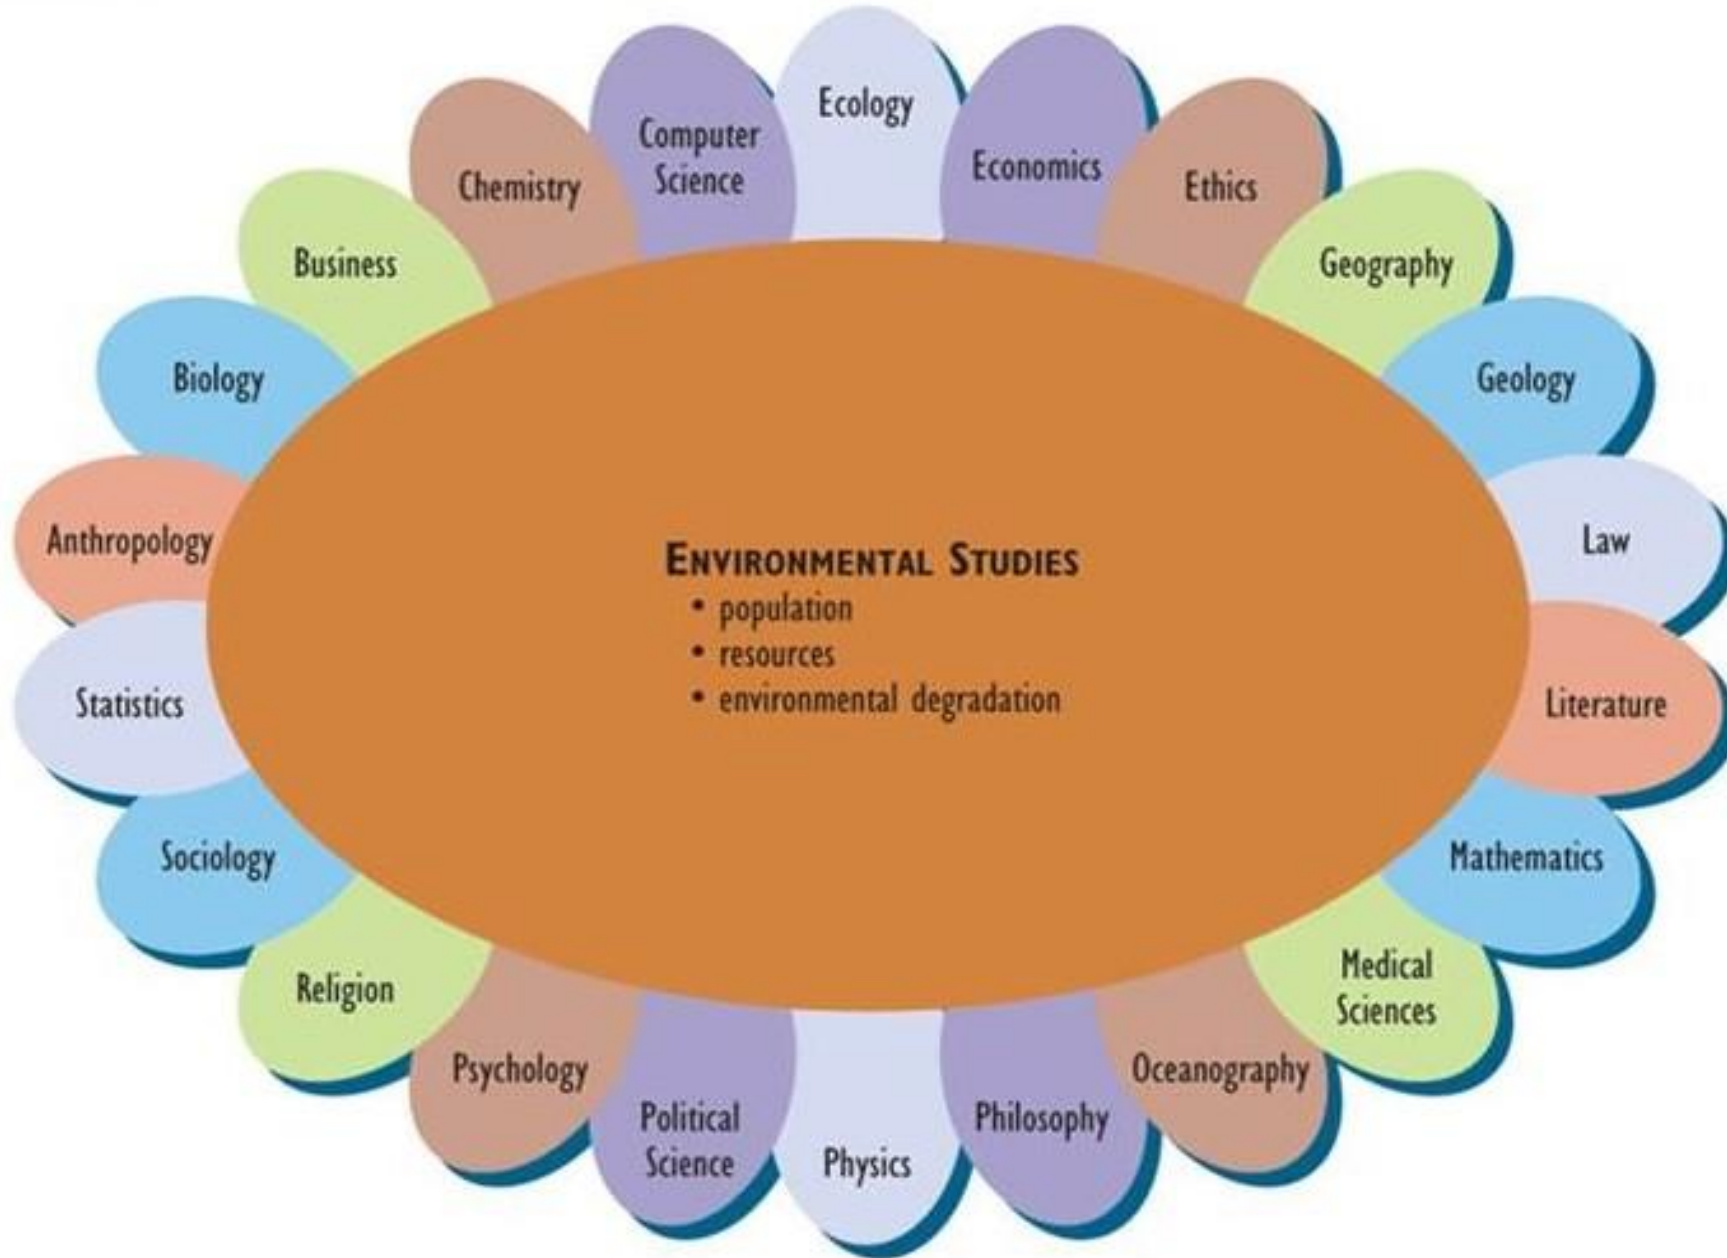 Ecology
Economics
Ethics
Geography
Geology
Law
Literature
Mathematics
Medical
Sciences
Oceanography
Philosophy
Physics
Political
Science
Psychology
Religion
Sociology
Statistics
Anthropology
Biology
Business
Chemistry
Computer
Science
ENVIRONMENTAL STUDIES
• population
• resources
• environmental degradation